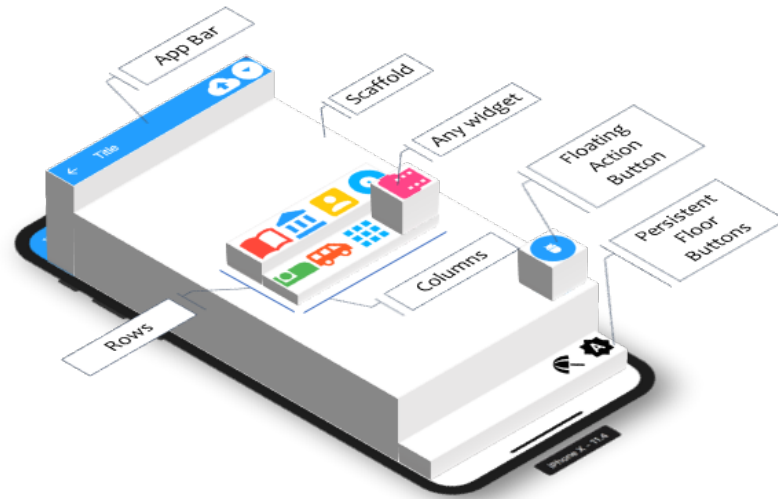 App Bar
Scaffold
Any widget
Floating
Action
Button
Persistent
Floor
Buttons
Title
Columns
Rows
A
iPhone X - 11.4